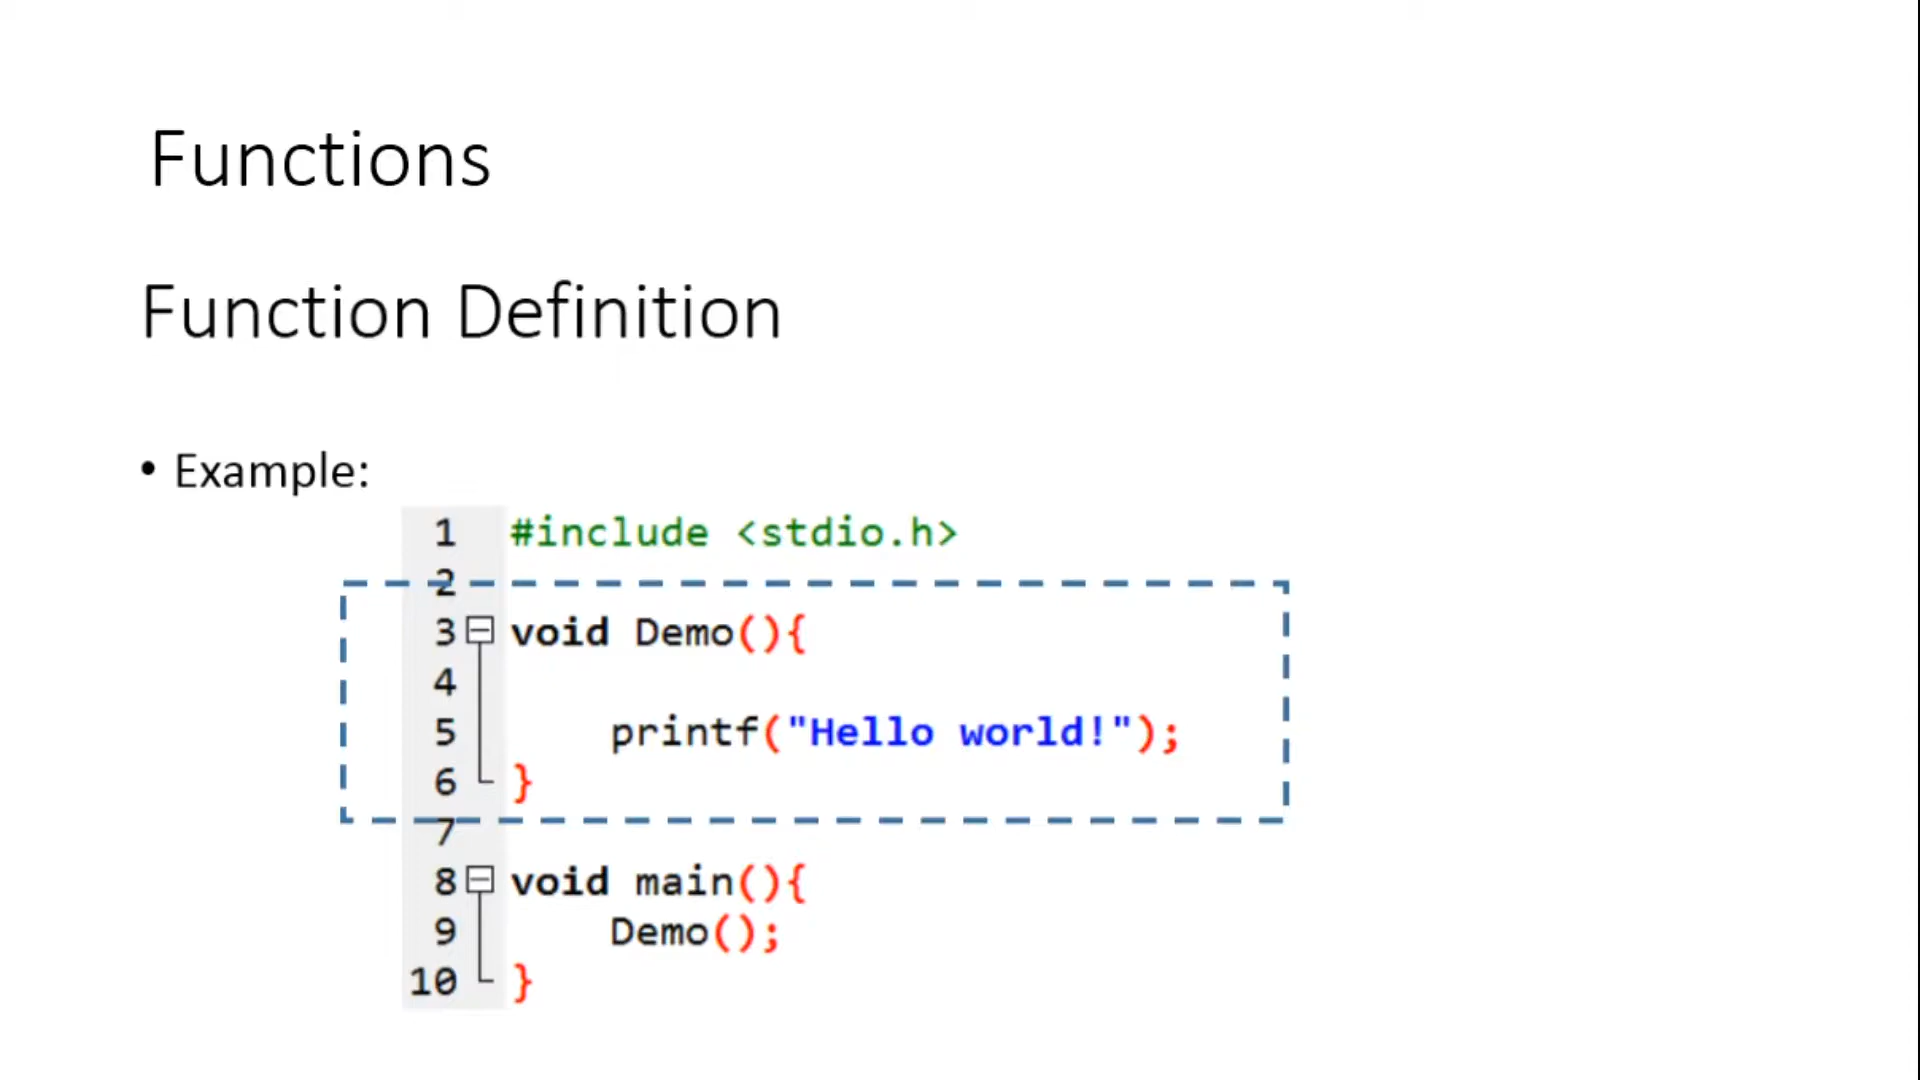 Functions
Function Definition
• Example:
1 #include <stdio.h>
2
3 void Demo(){
4
5 printf("Hello world!");
6 }
7
8 void main(){
9 Demo();
10 }